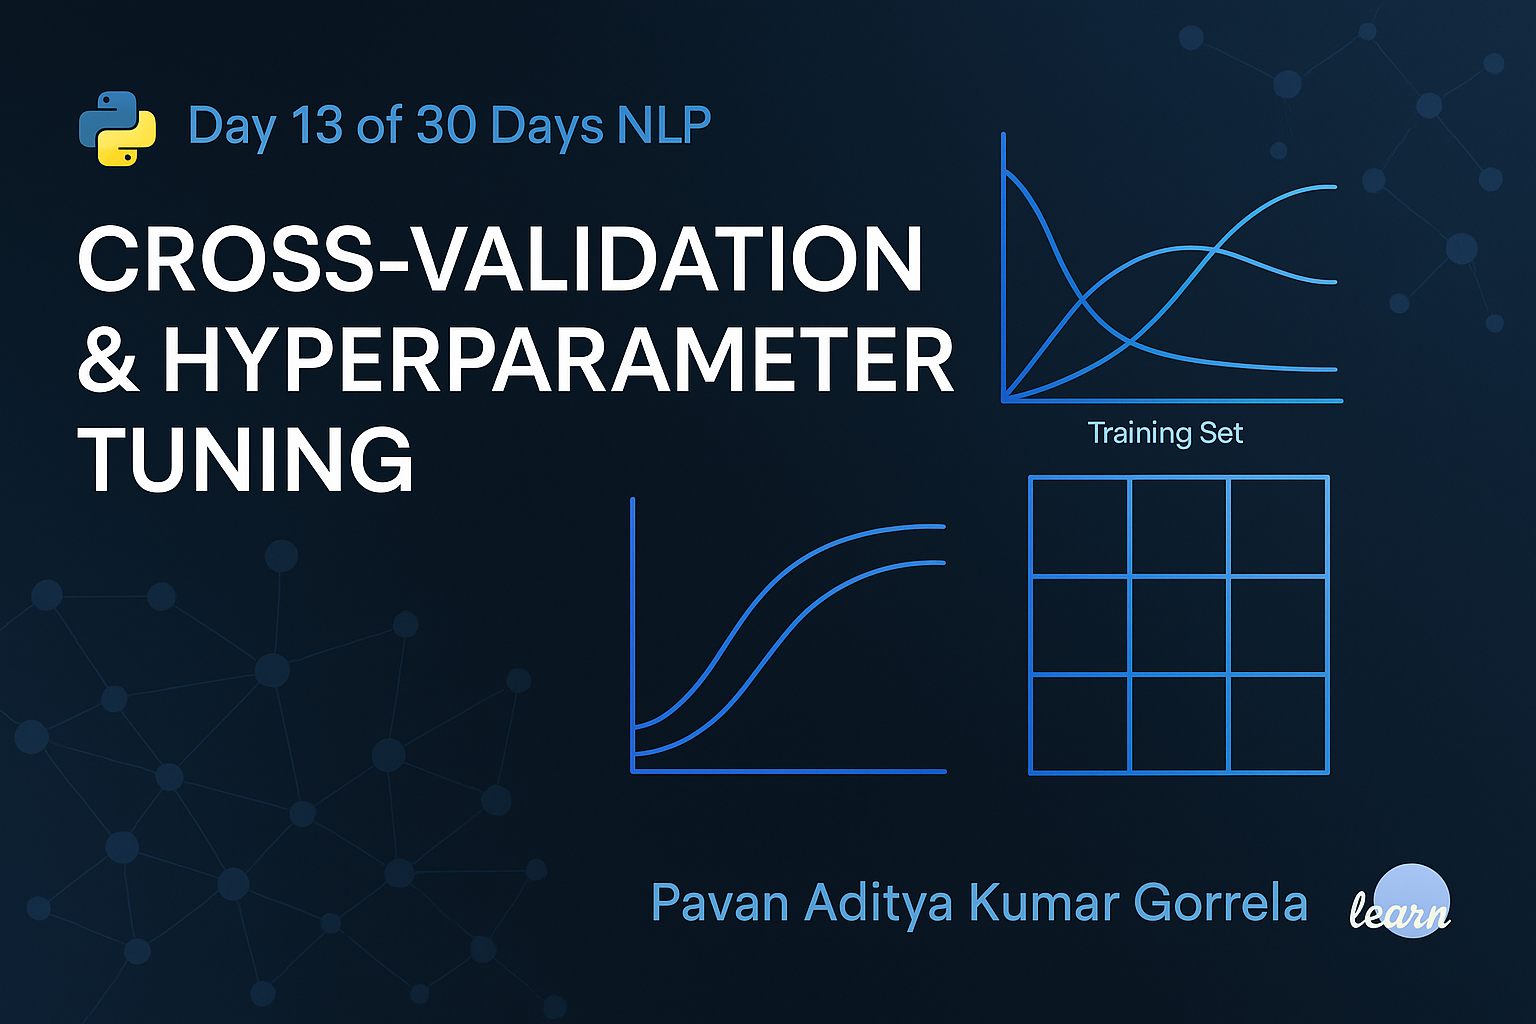 Day 13 of 30 Days NLP
CROSS-VALIDATION
& HYPERPARAMETER
TUNING
Training Set
Pavan Aditya Kumar Gorrela
learn